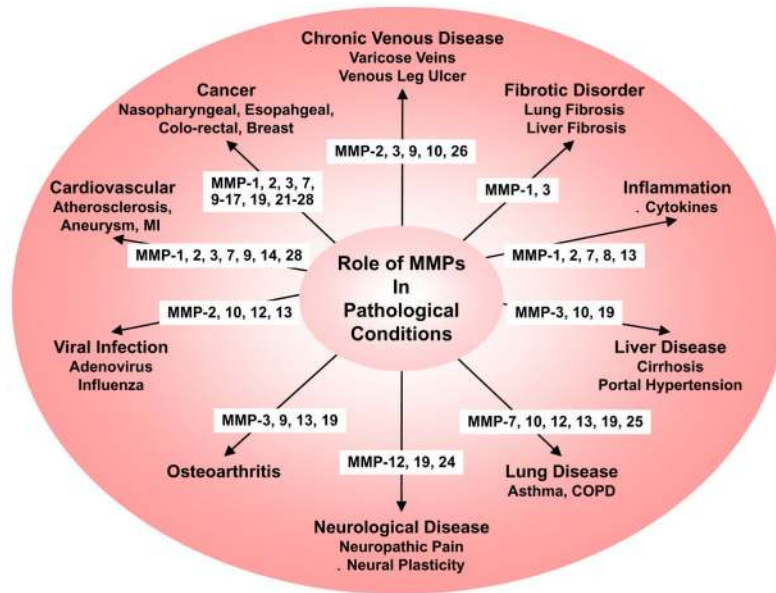 Chronic Venous Disease
Varicose Veins
Venous Leg Ulcer
MMP-2, 3, 9, 10, 26
Fibrotic Disorder
Lung Fibrosis
Liver Fibrosis
MMP-1, 3
Inflammation
. Cytokines
MMP-1, 2, 7, 8, 13
MMP-3, 10, 19
Liver Disease
Cirrhosis
Portal Hypertension
MMP-7, 10, 12, 13, 19, 25
Lung Disease
Asthma, COPD
MMP-12, 19, 24
Neurological Disease
Neuropathic Pain
. Neural Plasticity
MMP-3, 9, 13, 19
Osteoarthritis
MMP-2, 10, 12, 13
Viral Infection
Adenovirus
Influenza
Cardiovascular
Atherosclerosis,
Aneurysm, MI
MMP-1, 2, 3, 7, 9, 14, 28
Cancer
Nasopharyngeal, Esopahgeal,
Colo-rectal, Breast
MMP-1, 2, 3, 7,
9-17, 19, 21-28
Role of MMPs
In
Pathological
Conditions